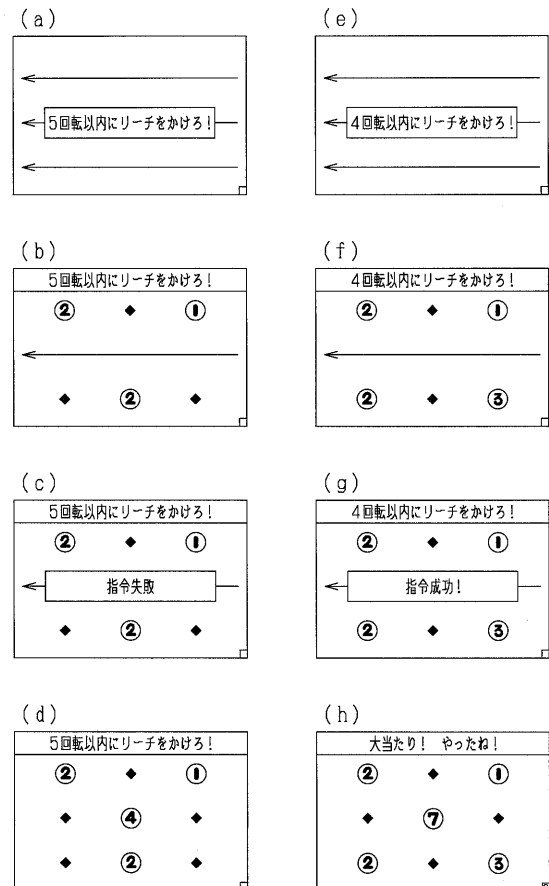 (a)
5回転以内にリーチをかけろ!
(b)
5回転以内にリーチをかけろ!
② ◆ ①
◆ ② ◆
(c)
5回転以内にリーチをかけろ!
② ◆ ①
指令失敗
◆ ② ◆
(d)
5回転以内にリーチをかけろ!
② ◆ ①
◆ ④ ◆
◆ ② ◆
(e)
4回転以内にリーチをかけろ!
(f)
4回転以内にリーチをかけろ!
② ◆ ①
② ◆ ③
(g)
4回転以内にリーチをかけろ!
② ◆ ①
指令成功!
② ◆ ③
(h)
大当たり! やったね!
② ◆ ①
◆ ⑦ ◆
② ◆ ③